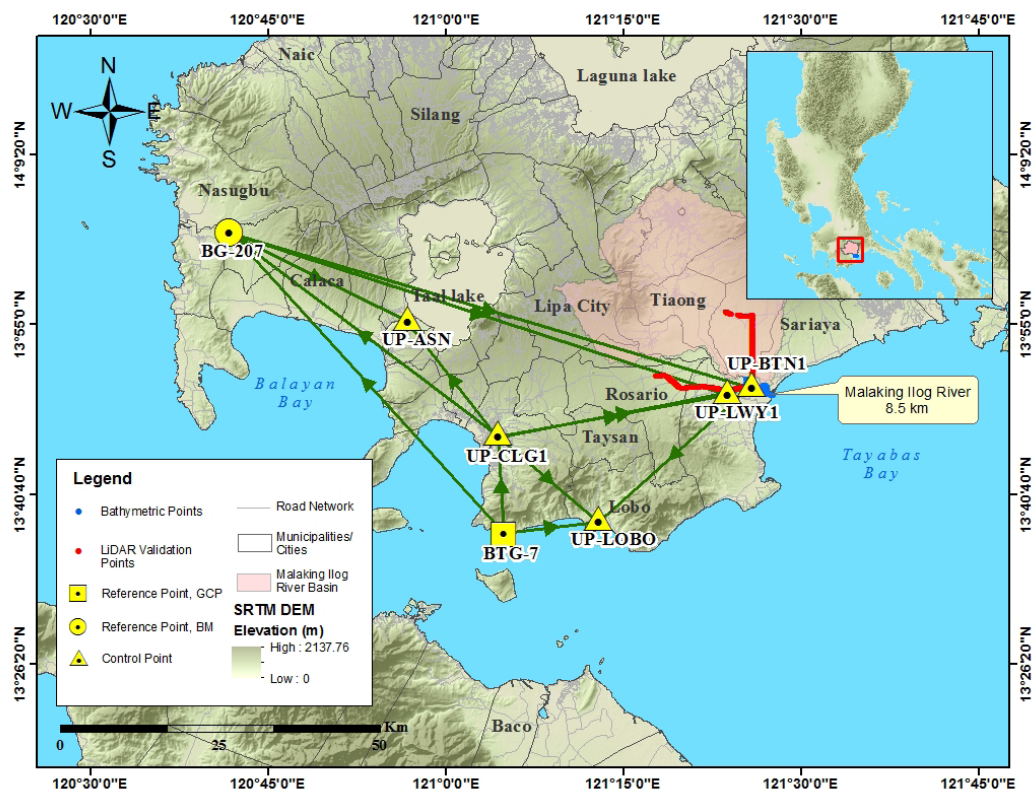 120°30'0"E 120°45'0"E 121°0'0"E 121°15'0"E 121°30'0"E 121°45'0"E
N
W E
S
14°9'20"N
13°55'0"N
13°40'40"N
13°26'20"N
Naic
Laguna lake
Silang
Nasugbu
BG-207
Calaca
Taal lake
Lipa City
Tiaong
Sariaya
UP-ASN
UP-BTN1
Balayan
Bay
Rosario
UP-LWY1
Malaking Ilog River
8.5 km
UP-CLG1
Taysan
Tayabas
Bay
Lobo
UP-LOBO
BTG-7
Baco
Legend
Bathymetric Points
LiDAR Validation
Points
Reference Point, GCP
Reference Point, BM
Control Point
Road Network
Municipalities/
Cities
Malaking Ilog
River Basin
SRTM DEM
Elevation (m)
High : 2137.76
Low : 0
Km
0 25 50
14°9'20"N
13°55'0"N
13°40'40"N
13°26'20"N
120°30'0"E 120°45'0"E 121°0'0"E 121°15'0"E 121°30'0"E 121°45'0"E